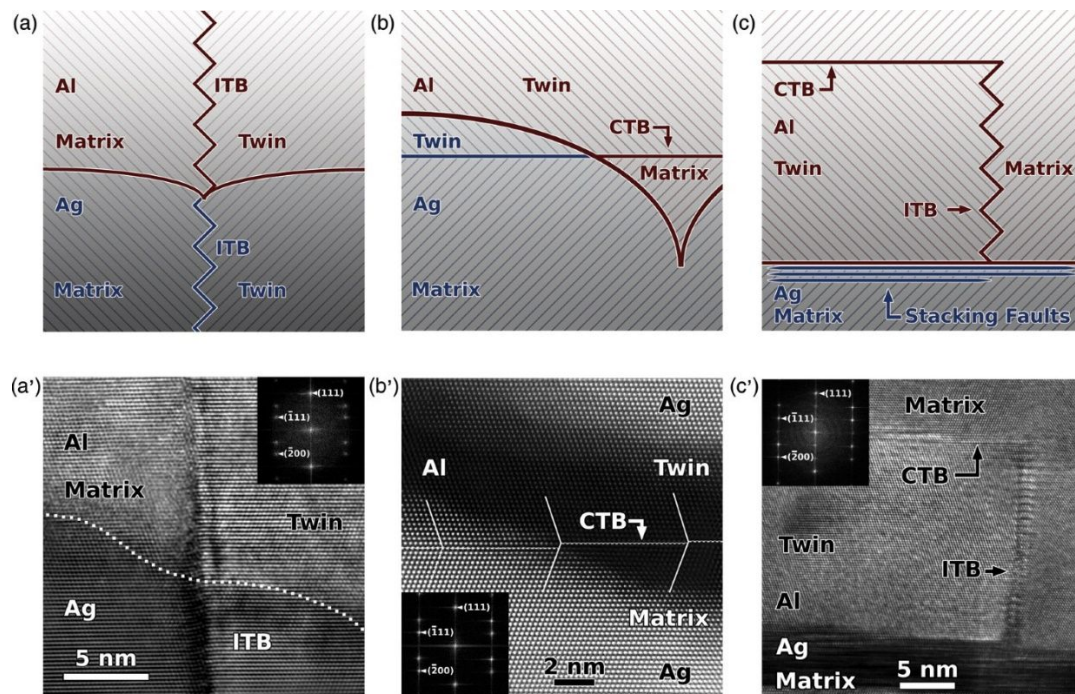 (a)
Al
ITB
Matrix
Twin
Ag
ITB
Matrix
Twin
(b)
Al
Twin
Twin
CTB
Matrix
Ag
Matrix
(c)
CTB
Al
Twin
Matrix
ITB
Ag
Matrix
Stacking Faults
(a')
(111)
(1̅11)
(2̅00)
Al
Matrix
Twin
Ag
ITB
5 nm
(b')
Ag
Al
Twin
CTB
Matrix
(111)
(1̅11)
(2̅00)
2 nm
Ag
(c')
(111)
(1̅11)
(2̅00)
Matrix
CTB
Twin
ITB
Al
Ag
Matrix
5 nm